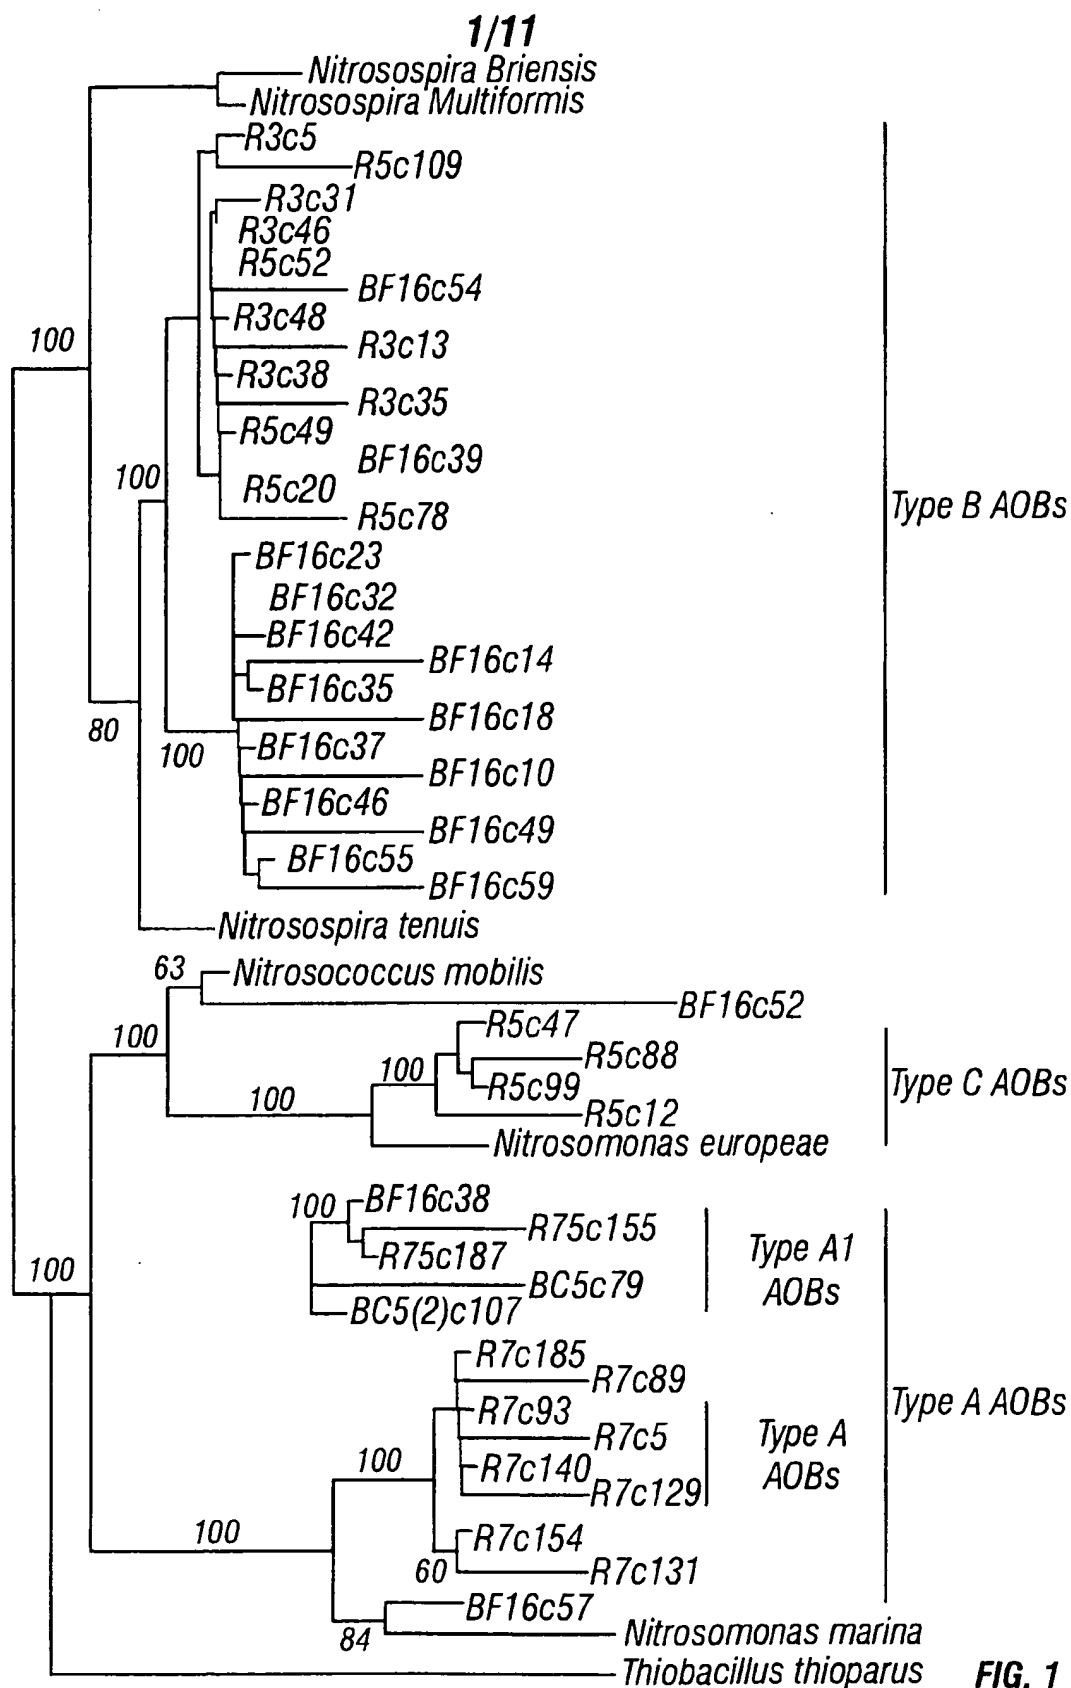 1/11
Nitrosospira Briensis
Nitrosospira Multiformis
R3c5
R5c109
R3c31
R3c46
R5c52
BF16c54
R3c48
100
R3c13
R3c38
R3c35
R5c49
BF16c39
100
R5c20
Type B AOBs
R5c78
BF16c23
BF16c32
BF16c42
BF16c14
BF16c35
BF16c18
80
BF16c37
100
BF16c10
BF16c46
BF16c49
BF16c55
BF16c59
Nitrosospira tenuis
63
Nitrosococcus mobilis
BF16c52
R5c47
100
R5c88
100
R5c99
Type C AOBs
100
R5c12
Nitrosomonas europeae
BF16c38
100
R75c155
R75c187
Type A1
AOBs
100
BC5c79
BC5(2)c107
R7c185
R7c89
Type A AOBs
R7c93
R7c5
Type A
AOBs
100
R7c140
R7c129
100
R7c154
60
R7c131
BF16c57
84
Nitrosomonas marina
Thiobacillus thioparus
FIG. 1